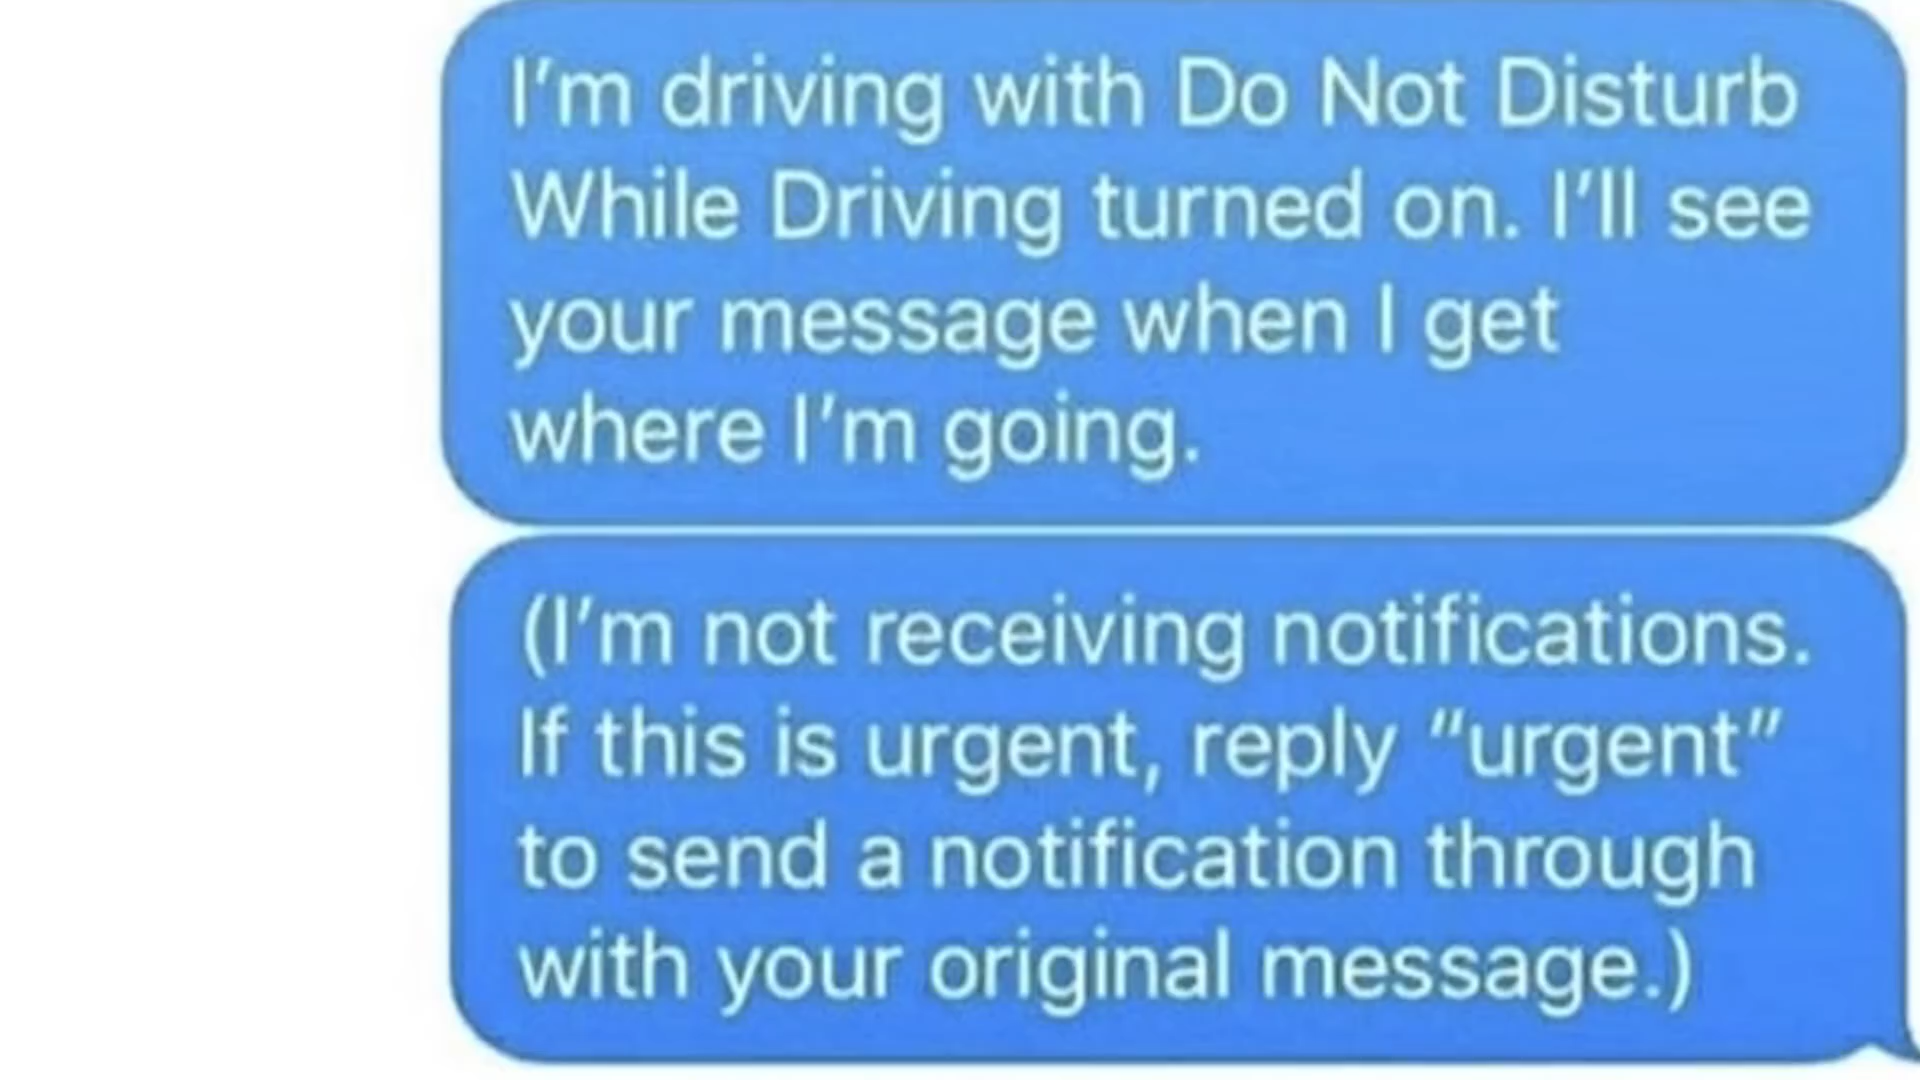 I’m driving with Do Not Disturb
While Driving turned on. I’ll see
your message when I get
where I’m going.
(I’m not receiving notifications.
If this is urgent, reply “urgent”
to send a notification through
with your original message.)